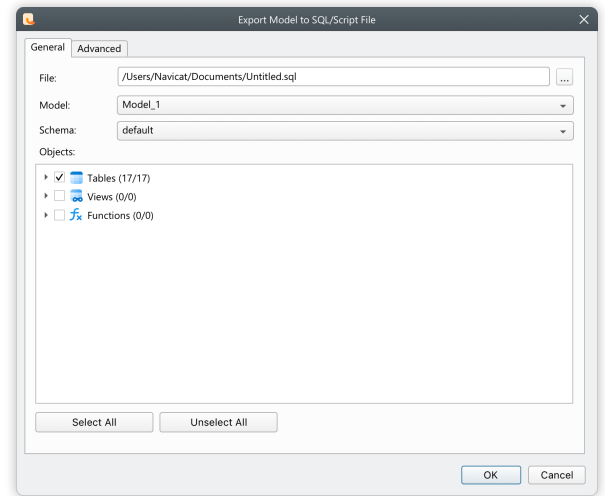 Export Model to SQL/Script File
General Advanced
File: /Users/Navicat/Documents/Untitled.sql ...
Model: Model_1
Schema: default
Objects:
Tables (17/17)
Views (0/0)
fx Functions (0/0)
Select All Unselect All
OK Cancel